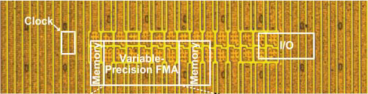 Clock
I/O
Memory
Variable-
Precision FMA
Memory